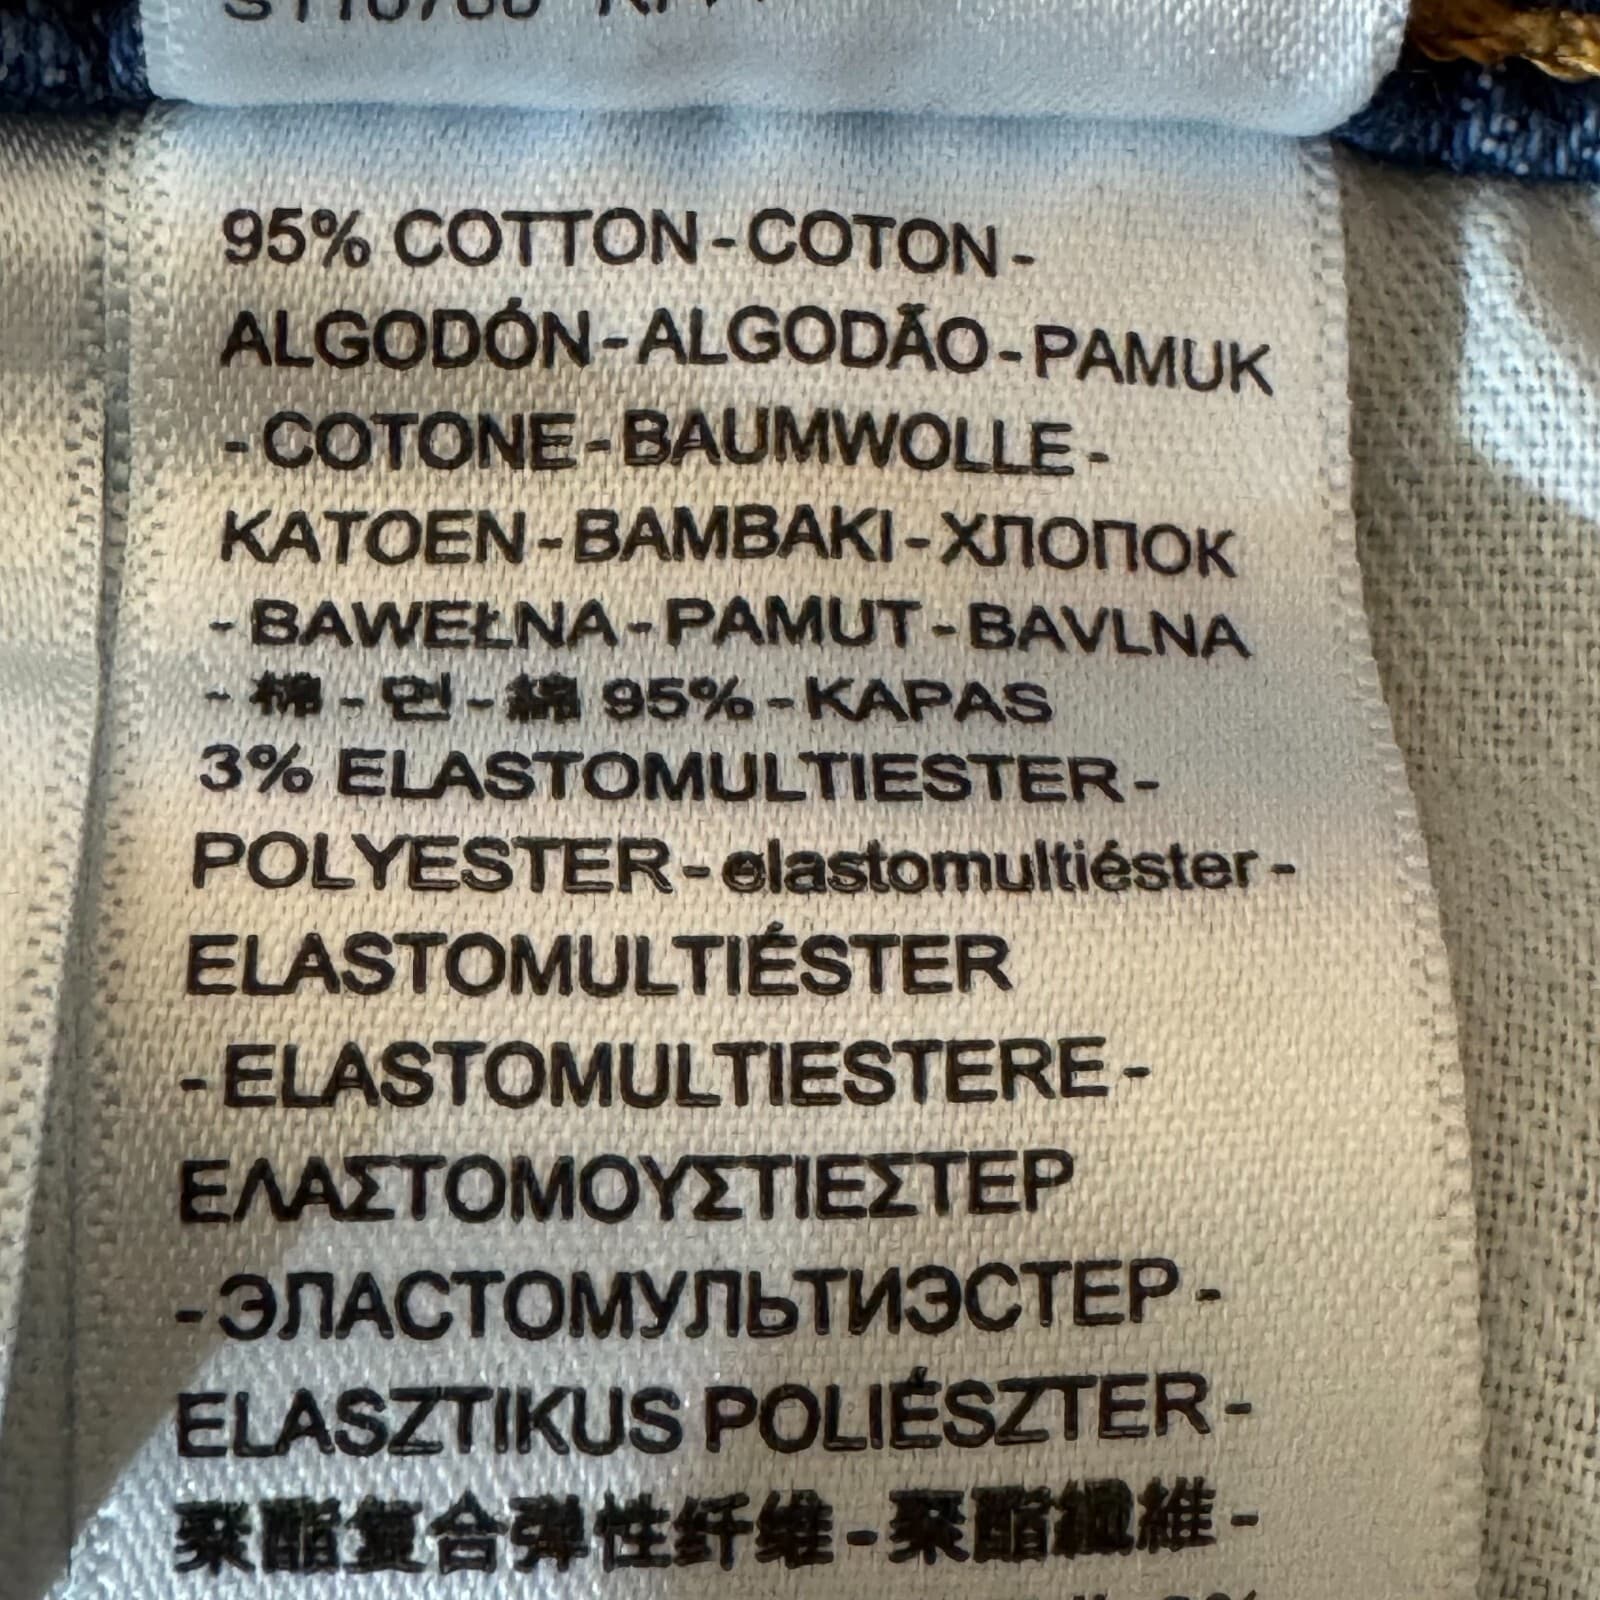 95% COTTON - COTON -
ALGODÓN - ALGODÃO - PAMUK
- COTONE - BAUMWOLLE -
KATOEN - BAMBAKI - ХЛОПОК
- BAWEŁNA - PAMUT - BAVLNA
- 棉 - 면 - 綿 95% - KAPAS
3% ELASTOMULTIESTER -
POLYESTER - elastomultiéster -
ELASTOMULTIÉSTER
- ELASTOMULTIESTERE -
ΕΛΑΣΤΟΜΟΥΣΤΙΕΣΤΕΡ
- ЭЛАСТОМУЛЬТИЭСТЕР -
ELASZTIKUS POLIÉSZTER -
聚酯复合弹性纤维 - 聚酯纖維 -